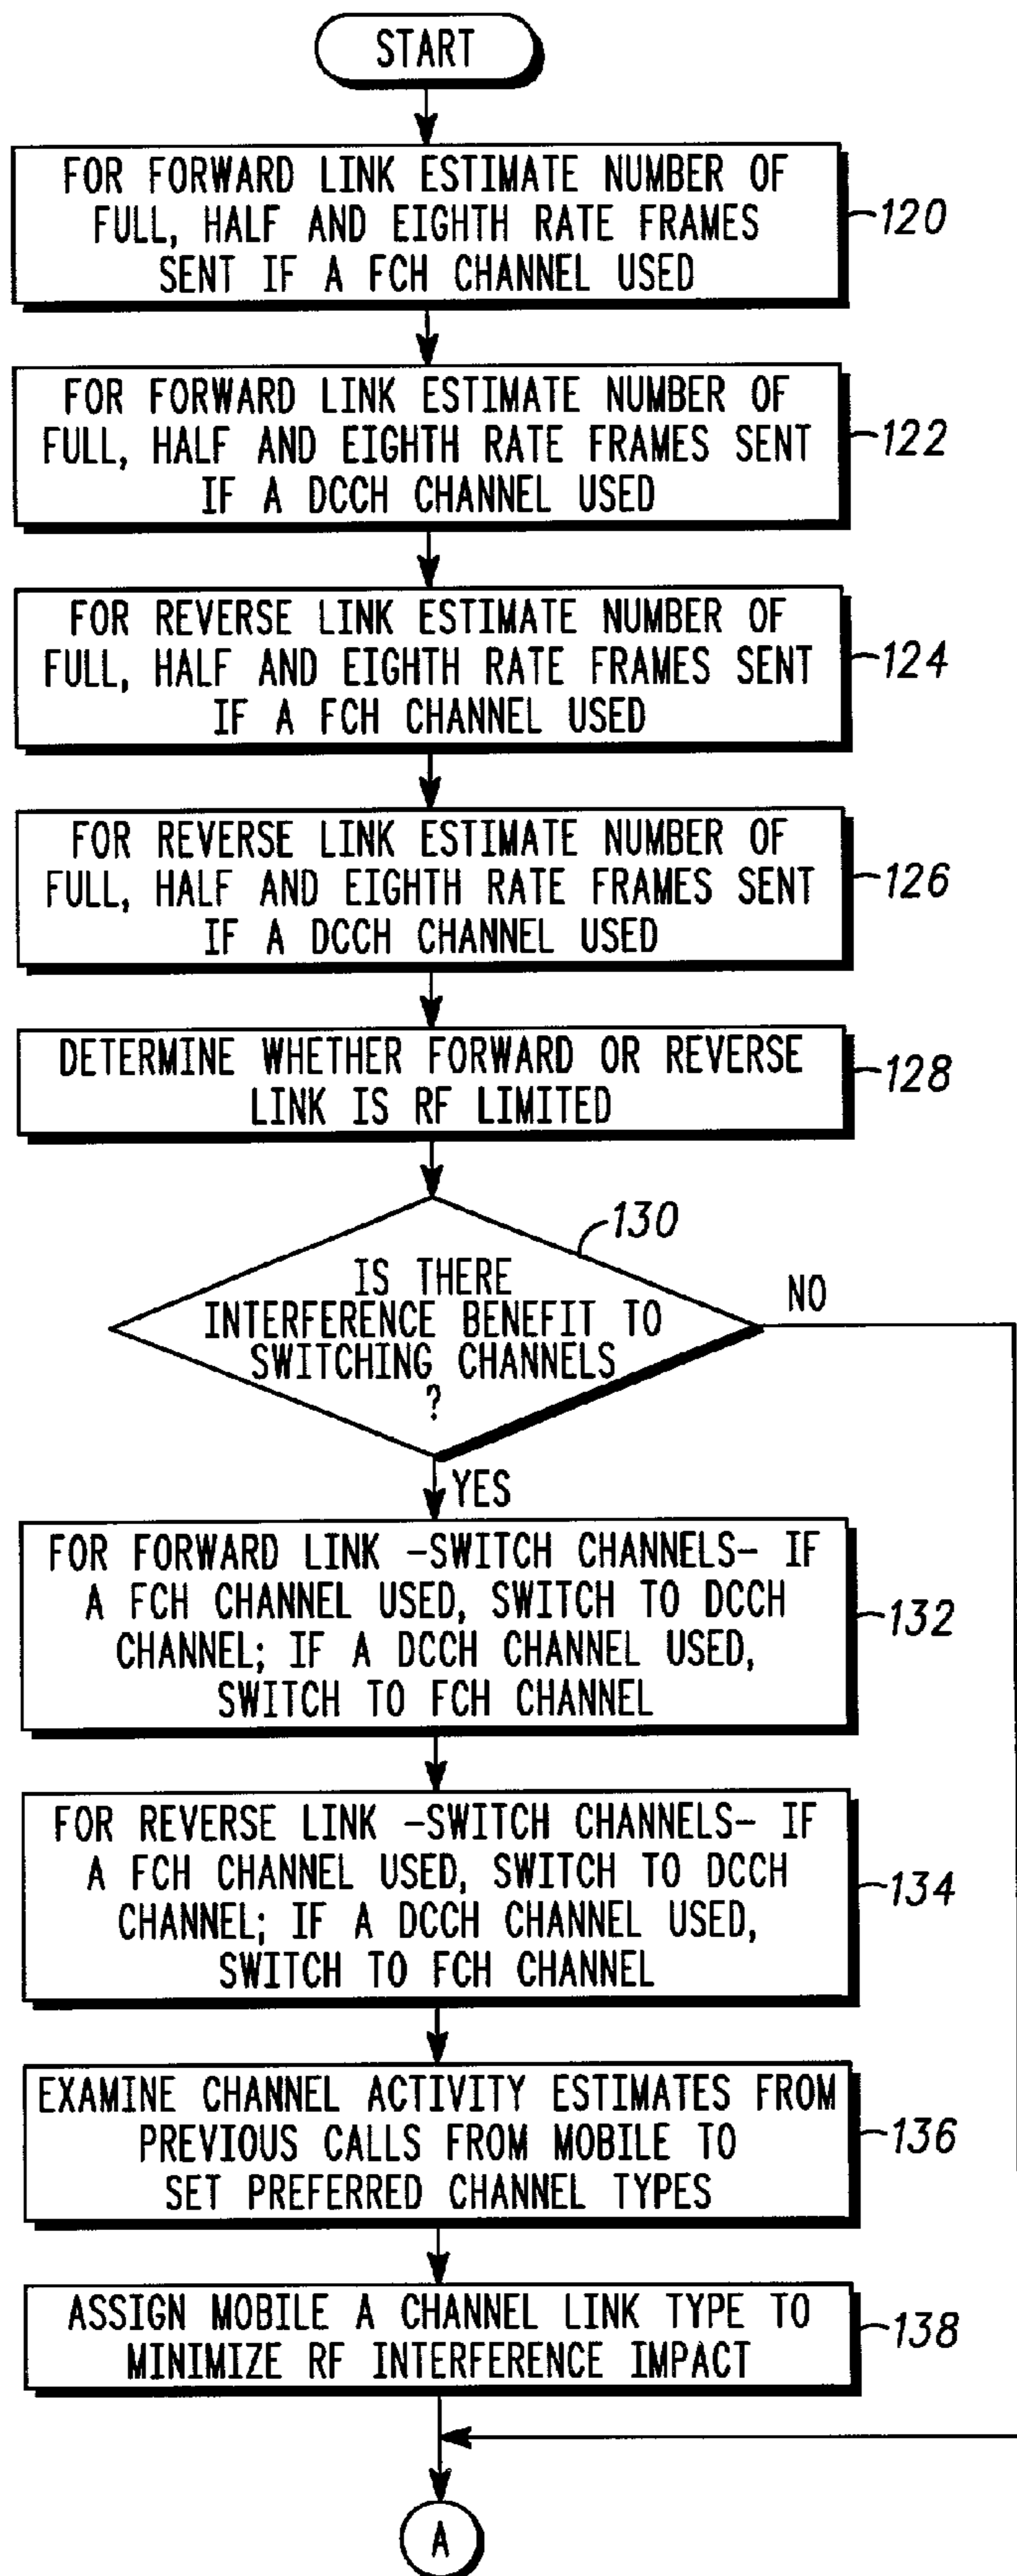 START
FOR FORWARD LINK ESTIMATE NUMBER OF
FULL, HALF AND EIGHTH RATE FRAMES
SENT IF A FCH CHANNEL USED
120
FOR FORWARD LINK ESTIMATE NUMBER OF
FULL, HALF AND EIGHTH RATE FRAMES SENT
IF A DCCH CHANNEL USED
122
FOR REVERSE LINK ESTIMATE NUMBER OF
FULL, HALF AND EIGHTH RATE FRAMES SENT
IF A FCH CHANNEL USED
124
FOR REVERSE LINK ESTIMATE NUMBER OF
FULL, HALF AND EIGHTH RATE FRAMES SENT
IF A DCCH CHANNEL USED
126
DETERMINE WHETHER FORWARD OR REVERSE
LINK IS RF LIMITED
128
130
IS THERE
INTERFERENCE BENEFIT TO
SWITCHING CHANNELS
?
NO
YES
FOR FORWARD LINK -SWITCH CHANNELS- IF
A FCH CHANNEL USED, SWITCH TO DCCH
CHANNEL; IF A DCCH CHANNEL USED,
SWITCH TO FCH CHANNEL
132
FOR REVERSE LINK -SWITCH CHANNELS- IF
A FCH CHANNEL USED, SWITCH TO DCCH
CHANNEL; IF A DCCH CHANNEL USED,
SWITCH TO FCH CHANNEL
134
EXAMINE CHANNEL ACTIVITY ESTIMATES FROM
PREVIOUS CALLS FROM MOBILE TO
SET PREFERRED CHANNEL TYPES
136
ASSIGN MOBILE A CHANNEL LINK TYPE TO
MINIMIZE RF INTERFERENCE IMPACT
138
A